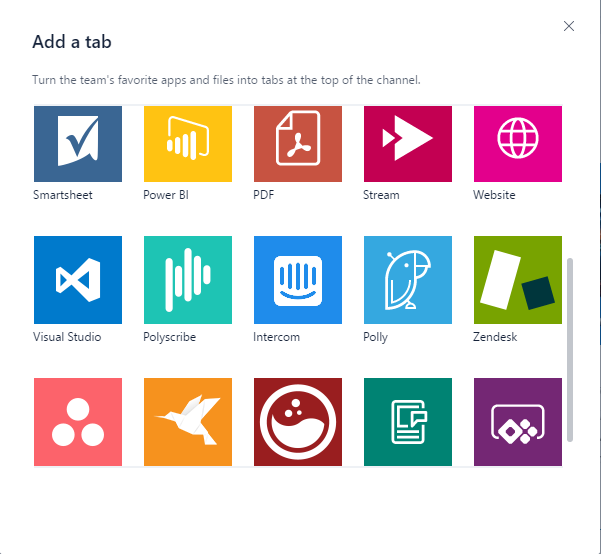 Add a tab
Turn the team's favorite apps and files into tabs at the top of the channel.
Smartsheet
Power BI
PDF
Stream
Website
Visual Studio
Polyscribe
Intercom
Polly
Zendesk